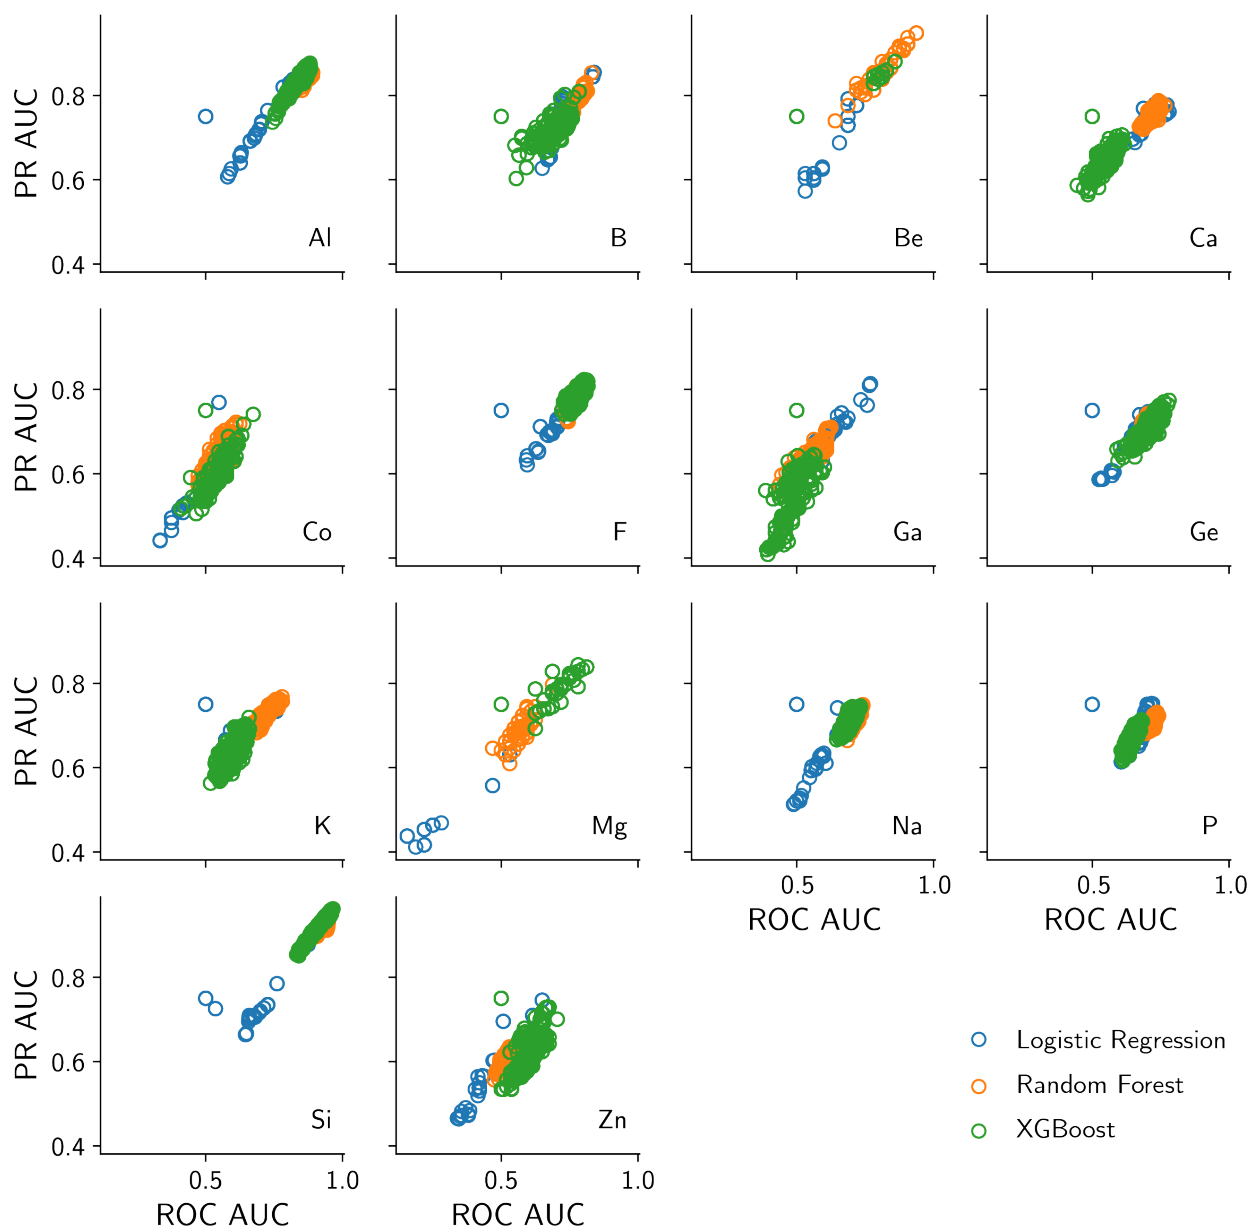 PR AUC
0.8
0.6
0.4
Al
B
Be
Ca
PR AUC
0.8
0.6
0.4
Co
F
Ga
Ge
PR AUC
0.8
0.6
0.4
K
Mg
Na
P
0.5 1.0
ROC AUC
0.5 1.0
ROC AUC
PR AUC
0.8
0.6
0.4
Si
Zn
0.5 1.0
ROC AUC
0.5 1.0
ROC AUC
Logistic Regression
Random Forest
XGBoost